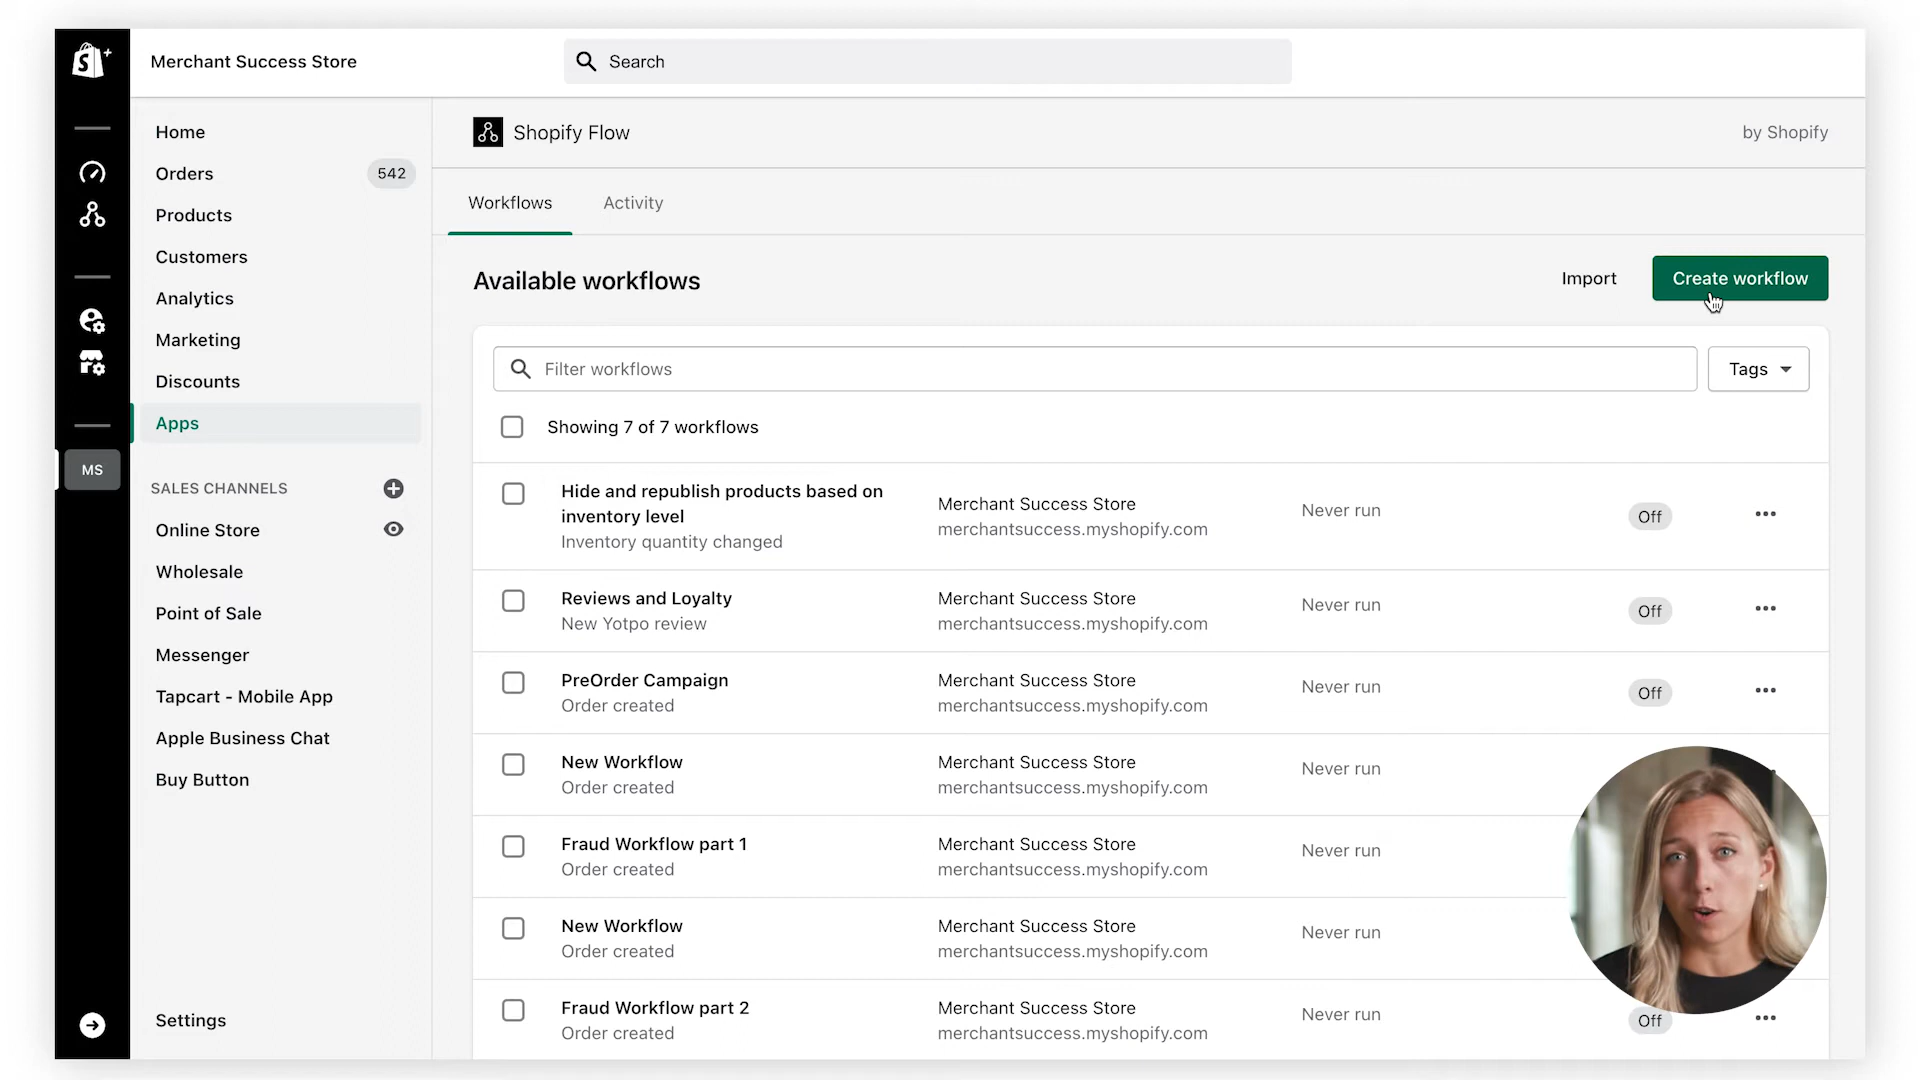 Merchant Success Store
Search
Home
Orders
542
Products
Customers
Analytics
Marketing
Discounts
Apps
MS
SALES CHANNELS
Online Store
Wholesale
Point of Sale
Messenger
Tapcart - Mobile App
Apple Business Chat
Buy Button
Settings
Shopify Flow
by Shopify
Workflows
Activity
Available workflows
Import
Create workflow
Filter workflows
Tags
Showing 7 of 7 workflows
Hide and republish products based on
inventory level
Inventory quantity changed
Merchant Success Store
merchantsuccess.myshopify.com
Never run
Off
Reviews and Loyalty
New Yotpo review
Merchant Success Store
merchantsuccess.myshopify.com
Never run
Off
PreOrder Campaign
Order created
Merchant Success Store
merchantsuccess.myshopify.com
Never run
Off
New Workflow
Order created
Merchant Success Store
merchantsuccess.myshopify.com
Never run
Fraud Workflow part 1
Order created
Merchant Success Store
merchantsuccess.myshopify.com
Never run
New Workflow
Order created
Merchant Success Store
merchantsuccess.myshopify.com
Never run
Fraud Workflow part 2
Order created
Merchant Success Store
merchantsuccess.myshopify.com
Never run
Off